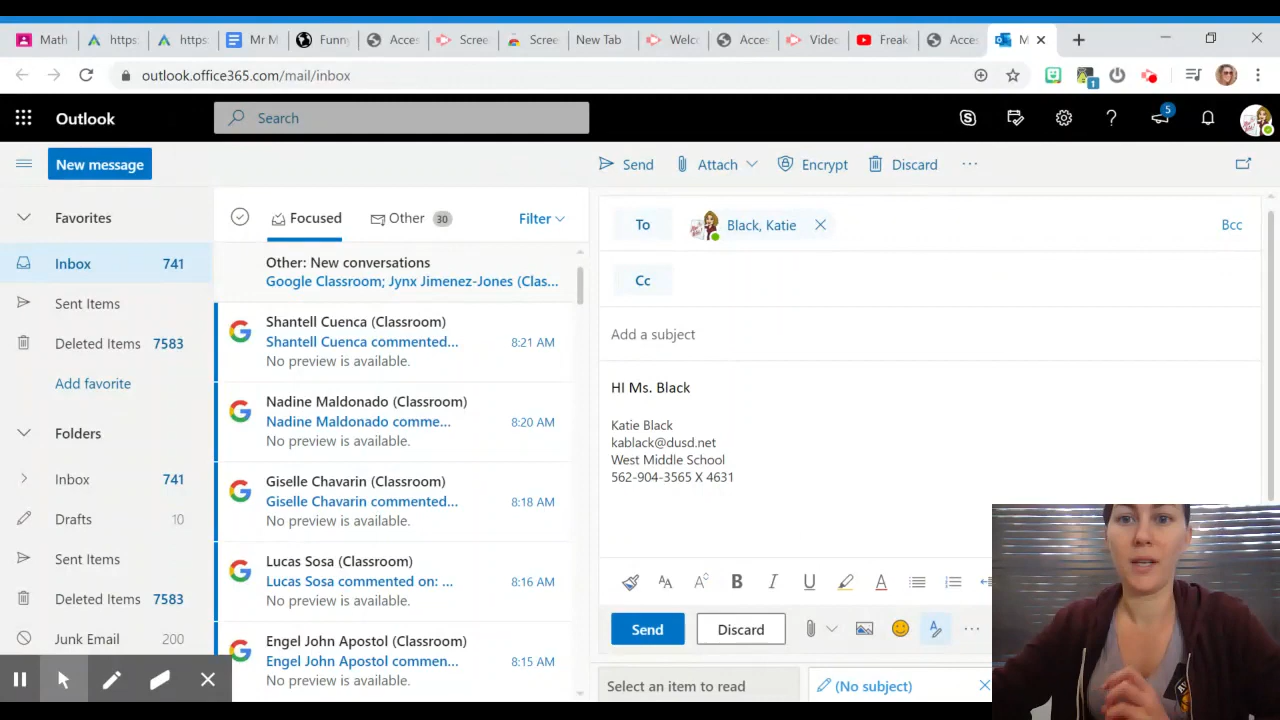 Math
https:
https:
Mr M
Funny
Acces
Scree
Scree
New Tab
Welc
Acces
Video
Freak
Acces
M
outlook.office365.com/mail/inbox
1
Outlook
Search
5
New message
Send
Attach
Encrypt
Discard
Favorites
Inbox 741
Sent Items
Deleted Items 7583
Add favorite
Folders
Inbox 741
Drafts 10
Sent Items
Deleted Items 7583
Junk Email 200
Focused
Other 30
Filter
Other: New conversations
Google Classroom; Jynx Jimenez-Jones (Clas...
Shantell Cuenca (Classroom)
Shantell Cuenca commented... 8:21 AM
No preview is available.
Nadine Maldonado (Classroom)
Nadine Maldonado comme... 8:20 AM
No preview is available.
Giselle Chavarin (Classroom)
Giselle Chavarin commented... 8:18 AM
No preview is available.
Lucas Sosa (Classroom)
Lucas Sosa commented on: ... 8:16 AM
No preview is available.
Engel John Apostol (Classroom)
Engel John Apostol commen... 8:15 AM
No preview is available.
To Black, Katie Bcc
Cc
Add a subject
HI Ms. Black
Katie Black
kablack@dusd.net
West Middle School
562-904-3565 X 4631
Send
Discard
Select an item to read
(No subject)